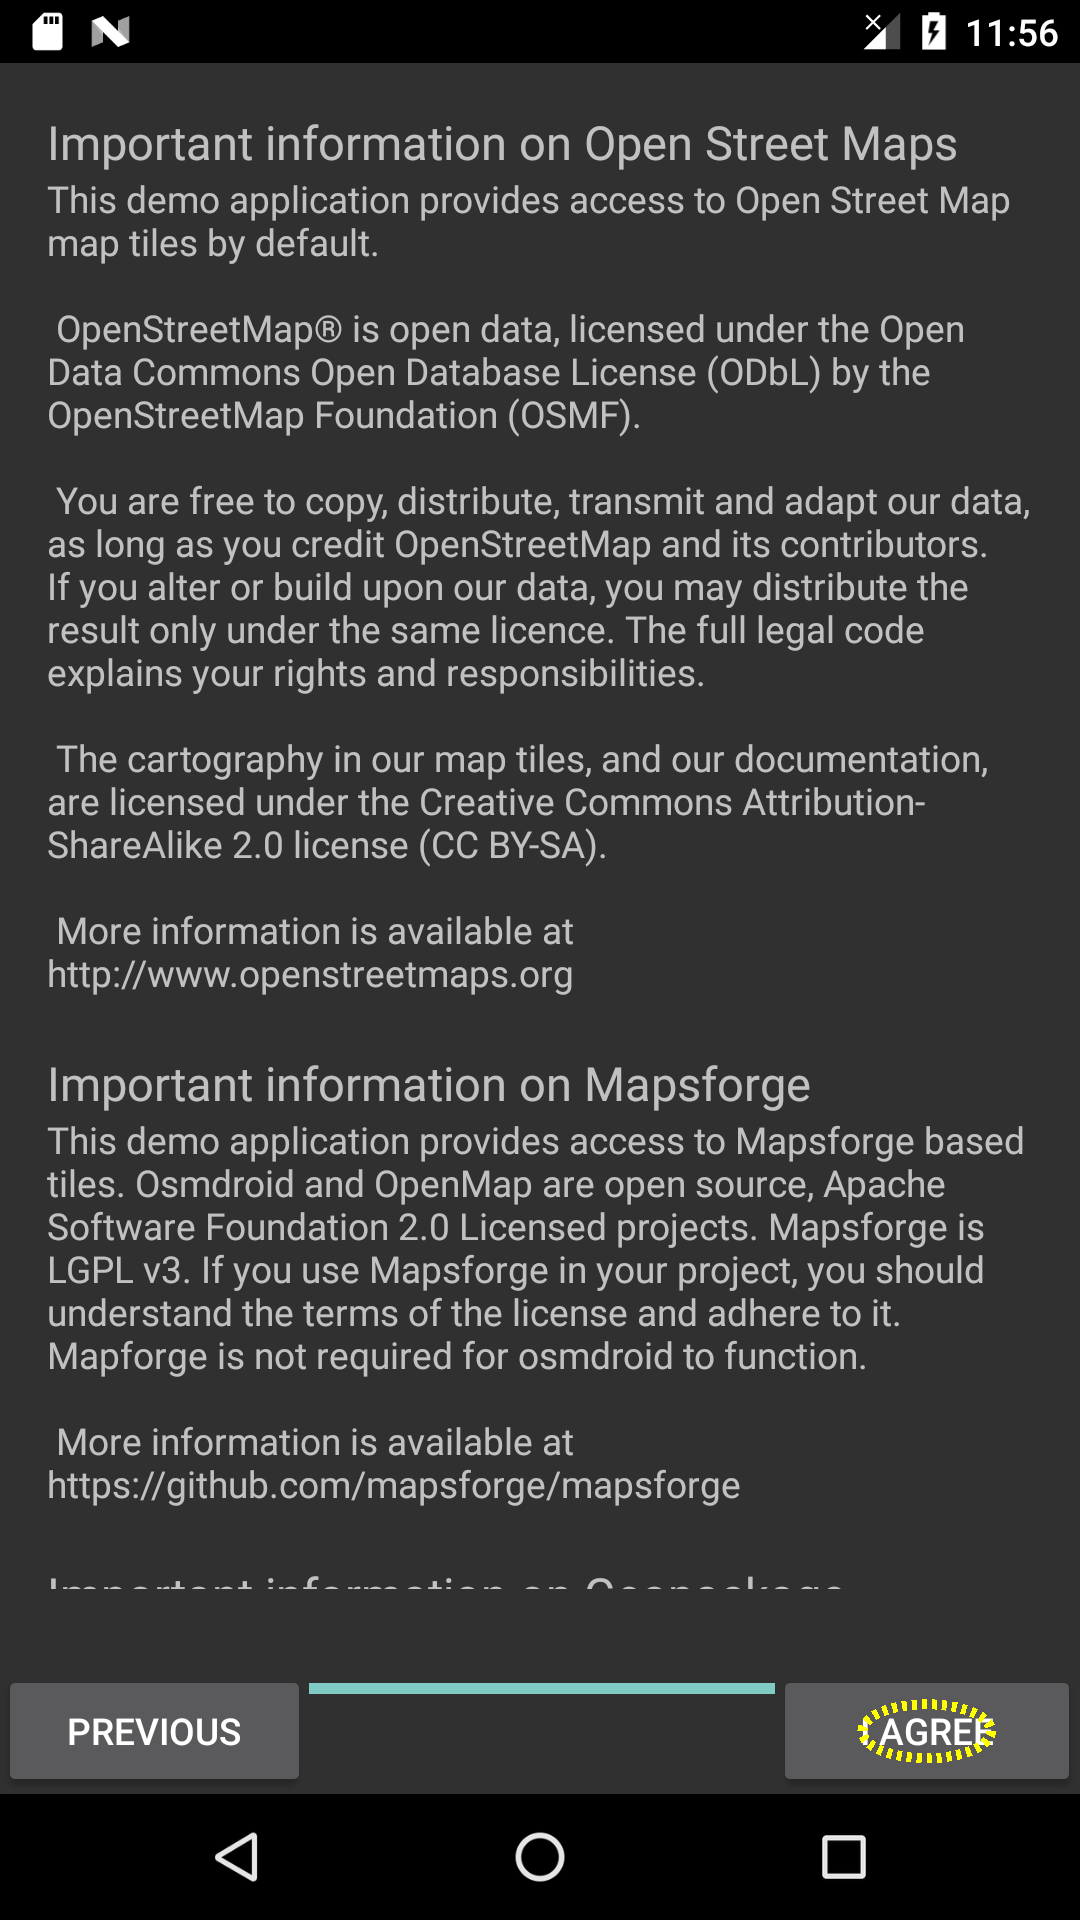 11:56
Important information on Open Street Maps
This demo application provides access to Open Street Map
map tiles by default.
OpenStreetMap® is open data, licensed under the Open
Data Commons Open Database License (ODbL) by the
OpenStreetMap Foundation (OSMF).
You are free to copy, distribute, transmit and adapt our data,
as long as you credit OpenStreetMap and its contributors.
If you alter or build upon our data, you may distribute the
result only under the same licence. The full legal code
explains your rights and responsibilities.
The cartography in our map tiles, and our documentation,
are licensed under the Creative Commons Attribution-
ShareAlike 2.0 license (CC BY-SA).
More information is available at
http://www.openstreetmaps.org
Important information on Mapsforge
This demo application provides access to Mapsforge based
tiles. Osmdroid and OpenMap are open source, Apache
Software Foundation 2.0 Licensed projects. Mapsforge is
LGPL v3. If you use Mapsforge in your project, you should
understand the terms of the license and adhere to it.
Mapforge is not required for osmdroid to function.
More information is available at
https://github.com/mapsforge/mapsforge
Important information on Geopackage
PREVIOUS
I AGREE